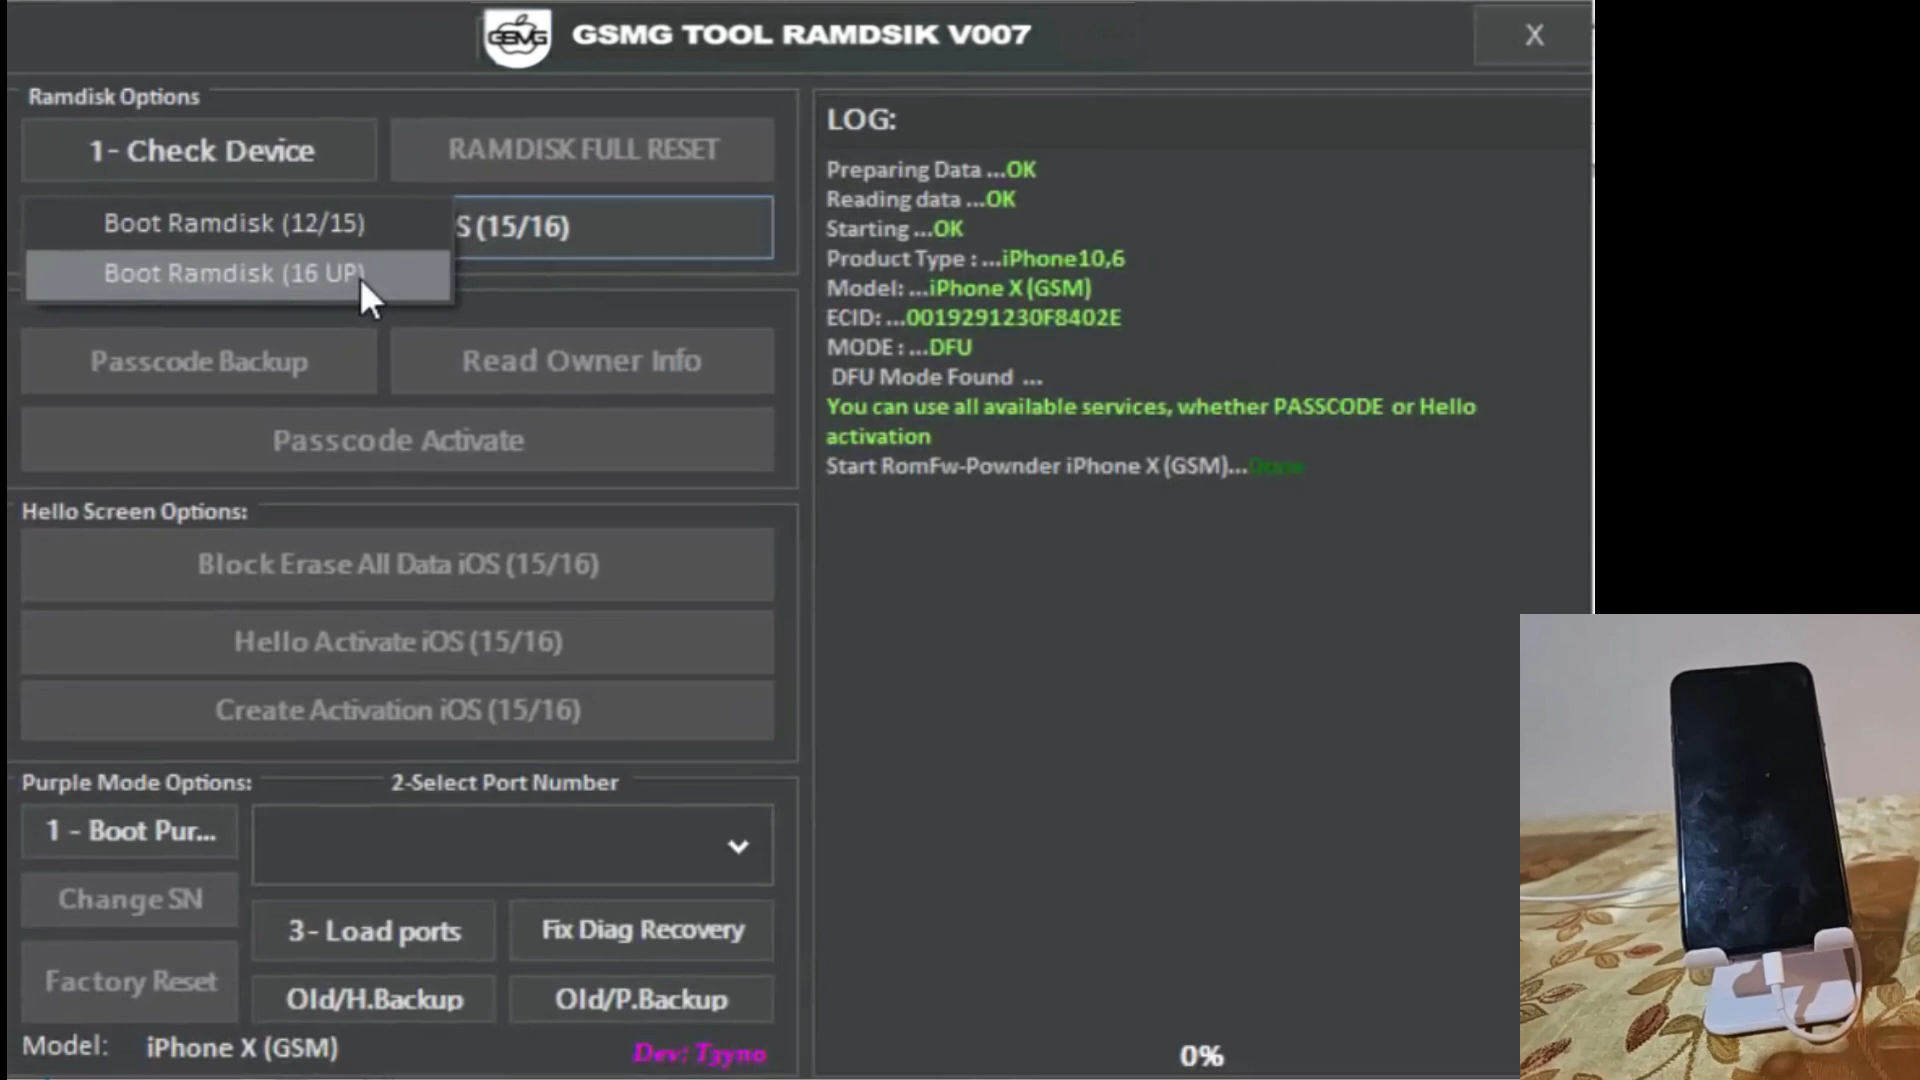 GSMG
GSMG TOOL RAMDSIK V007
X
Ramdisk Options
1- Check Device
RAMDISK FULL RESET
Boot Ramdisk (12/15)
S (15/16)
Boot Ramdisk (16 UP)
Passcode Backup
Read Owner Info
Passcode Activate
Hello Screen Options:
Block Erase All Data iOS (15/16)
Hello Activate iOS (15/16)
Create Activation iOS (15/16)
Purple Mode Options:
2-Select Port Number
1 - Boot Pur...
Change SN
3- Load ports
Fix Diag Recovery
Factory Reset
Old/H.Backup
Old/P.Backup
Model: iPhone X (GSM)
Dev: T3yno
LOG:
Preparing Data ...OK
Reading data ...OK
Starting ...OK
Product Type : ...iPhone10,6
Model: ...iPhone X (GSM)
ECID: ...0019291230F8402E
MODE : ...DFU
DFU Mode Found ...
You can use all available services, whether PASSCODE or Hello
activation
Start RomFw-Pownder iPhone X (GSM)...Done
0%